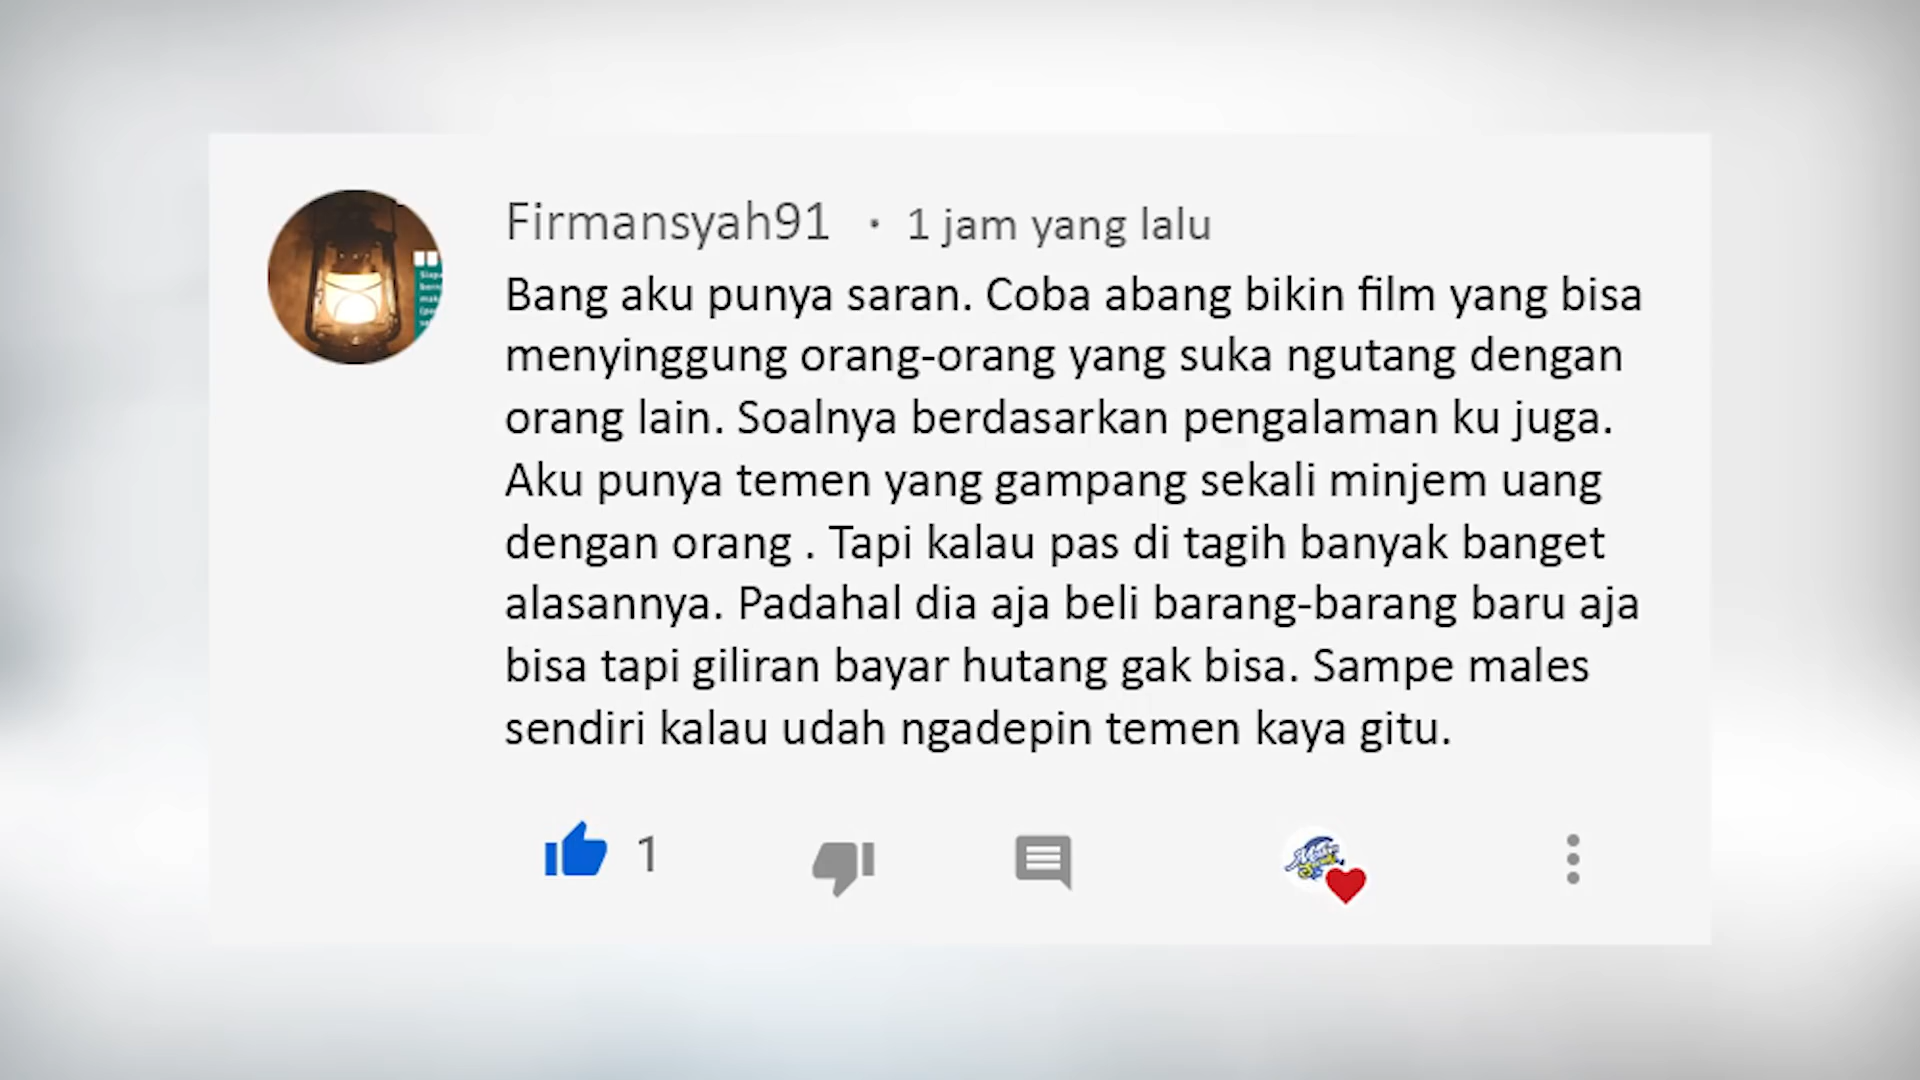 Firmansyah91 · 1 jam yang lalu
Bang aku punya saran. Coba abang bikin film yang bisa
menyinggung orang-orang yang suka ngutang dengan
orang lain. Soalnya berdasarkan pengalaman ku juga.
Aku punya temen yang gampang sekali minjem uang
dengan orang . Tapi kalau pas di tagih banyak banget
alasannya. Padahal dia aja beli barang-barang baru aja
bisa tapi giliran bayar hutang gak bisa. Sampe males
sendiri kalau udah ngadepin temen kaya gitu.
1